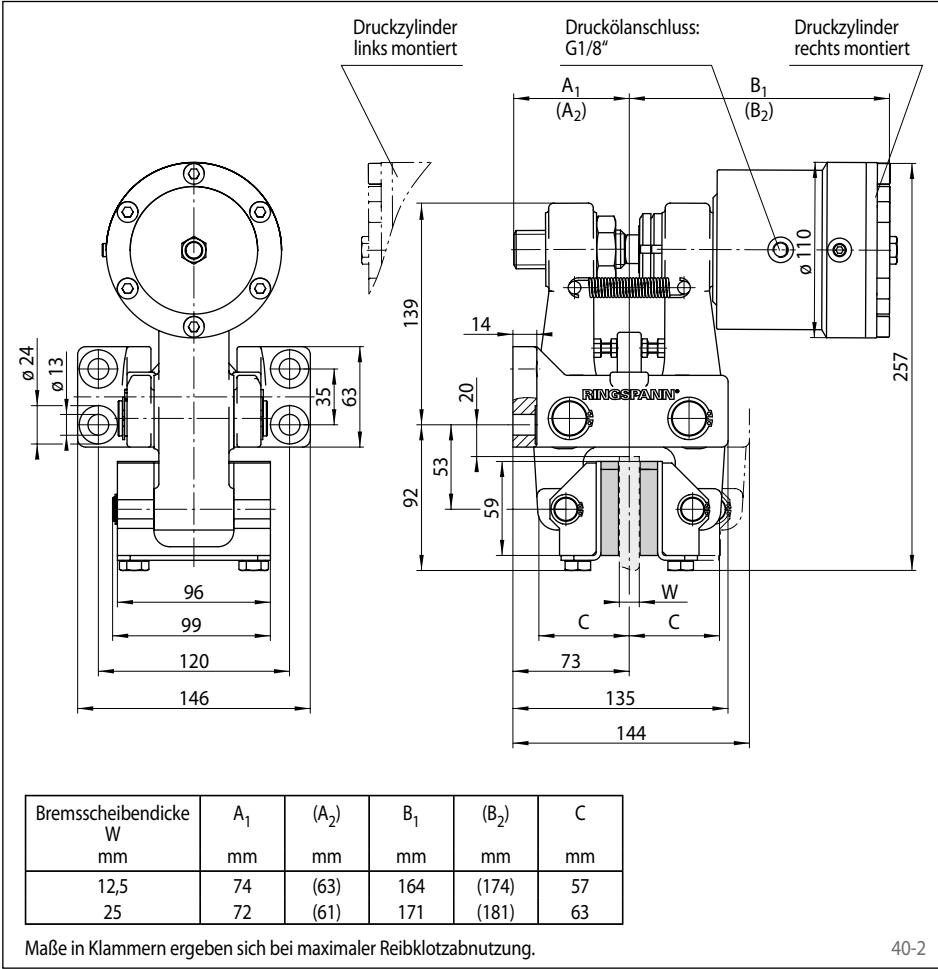 Druckzylinder
links montiert
Druckölanschluss:
G1/8“
Druckzylinder
rechts montiert
A1
(A2)
B1
(B2)
ø 110
139
14
257
ø 24
ø 13
35
63
20
RINGSPANN®
53
92
59
96
W
99
C
C
120
73
146
135
144
Bremsscheibendicke
W
mm
A1
mm
(A2)
mm
B1
mm
(B2)
mm
C
mm
12,5 74 (63) 164 (174) 57
25 72 (61) 171 (181) 63
Maße in Klammern ergeben sich bei maximaler Reibklotzabnutzung.
40-2